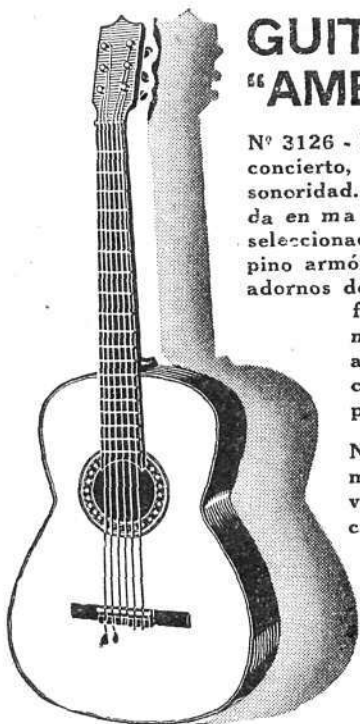 GUIT
“AME
Nº 3126 -
concierto,
sonoridad.
da en ma
seleccionad
pino armó
adornos de
f
n
a
c
p
N
m
v
c